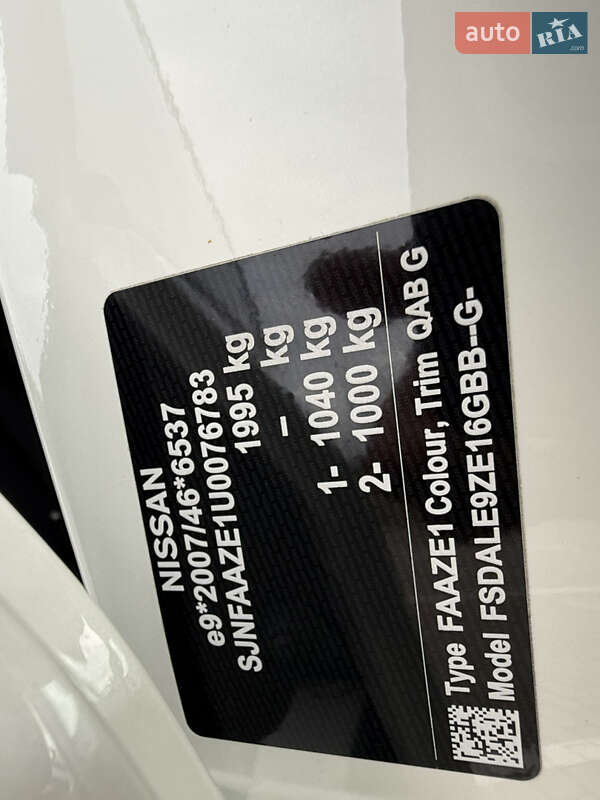 auto RIA.com
NISSAN
e9*2007/46*6537
SJNFAAZE1U0076783
1995 kg
– kg
1- 1040 kg
2- 1000 kg
Type FAAZE1 Colour, Trim QAB G
Model FSDALE9ZE16GBB--G-